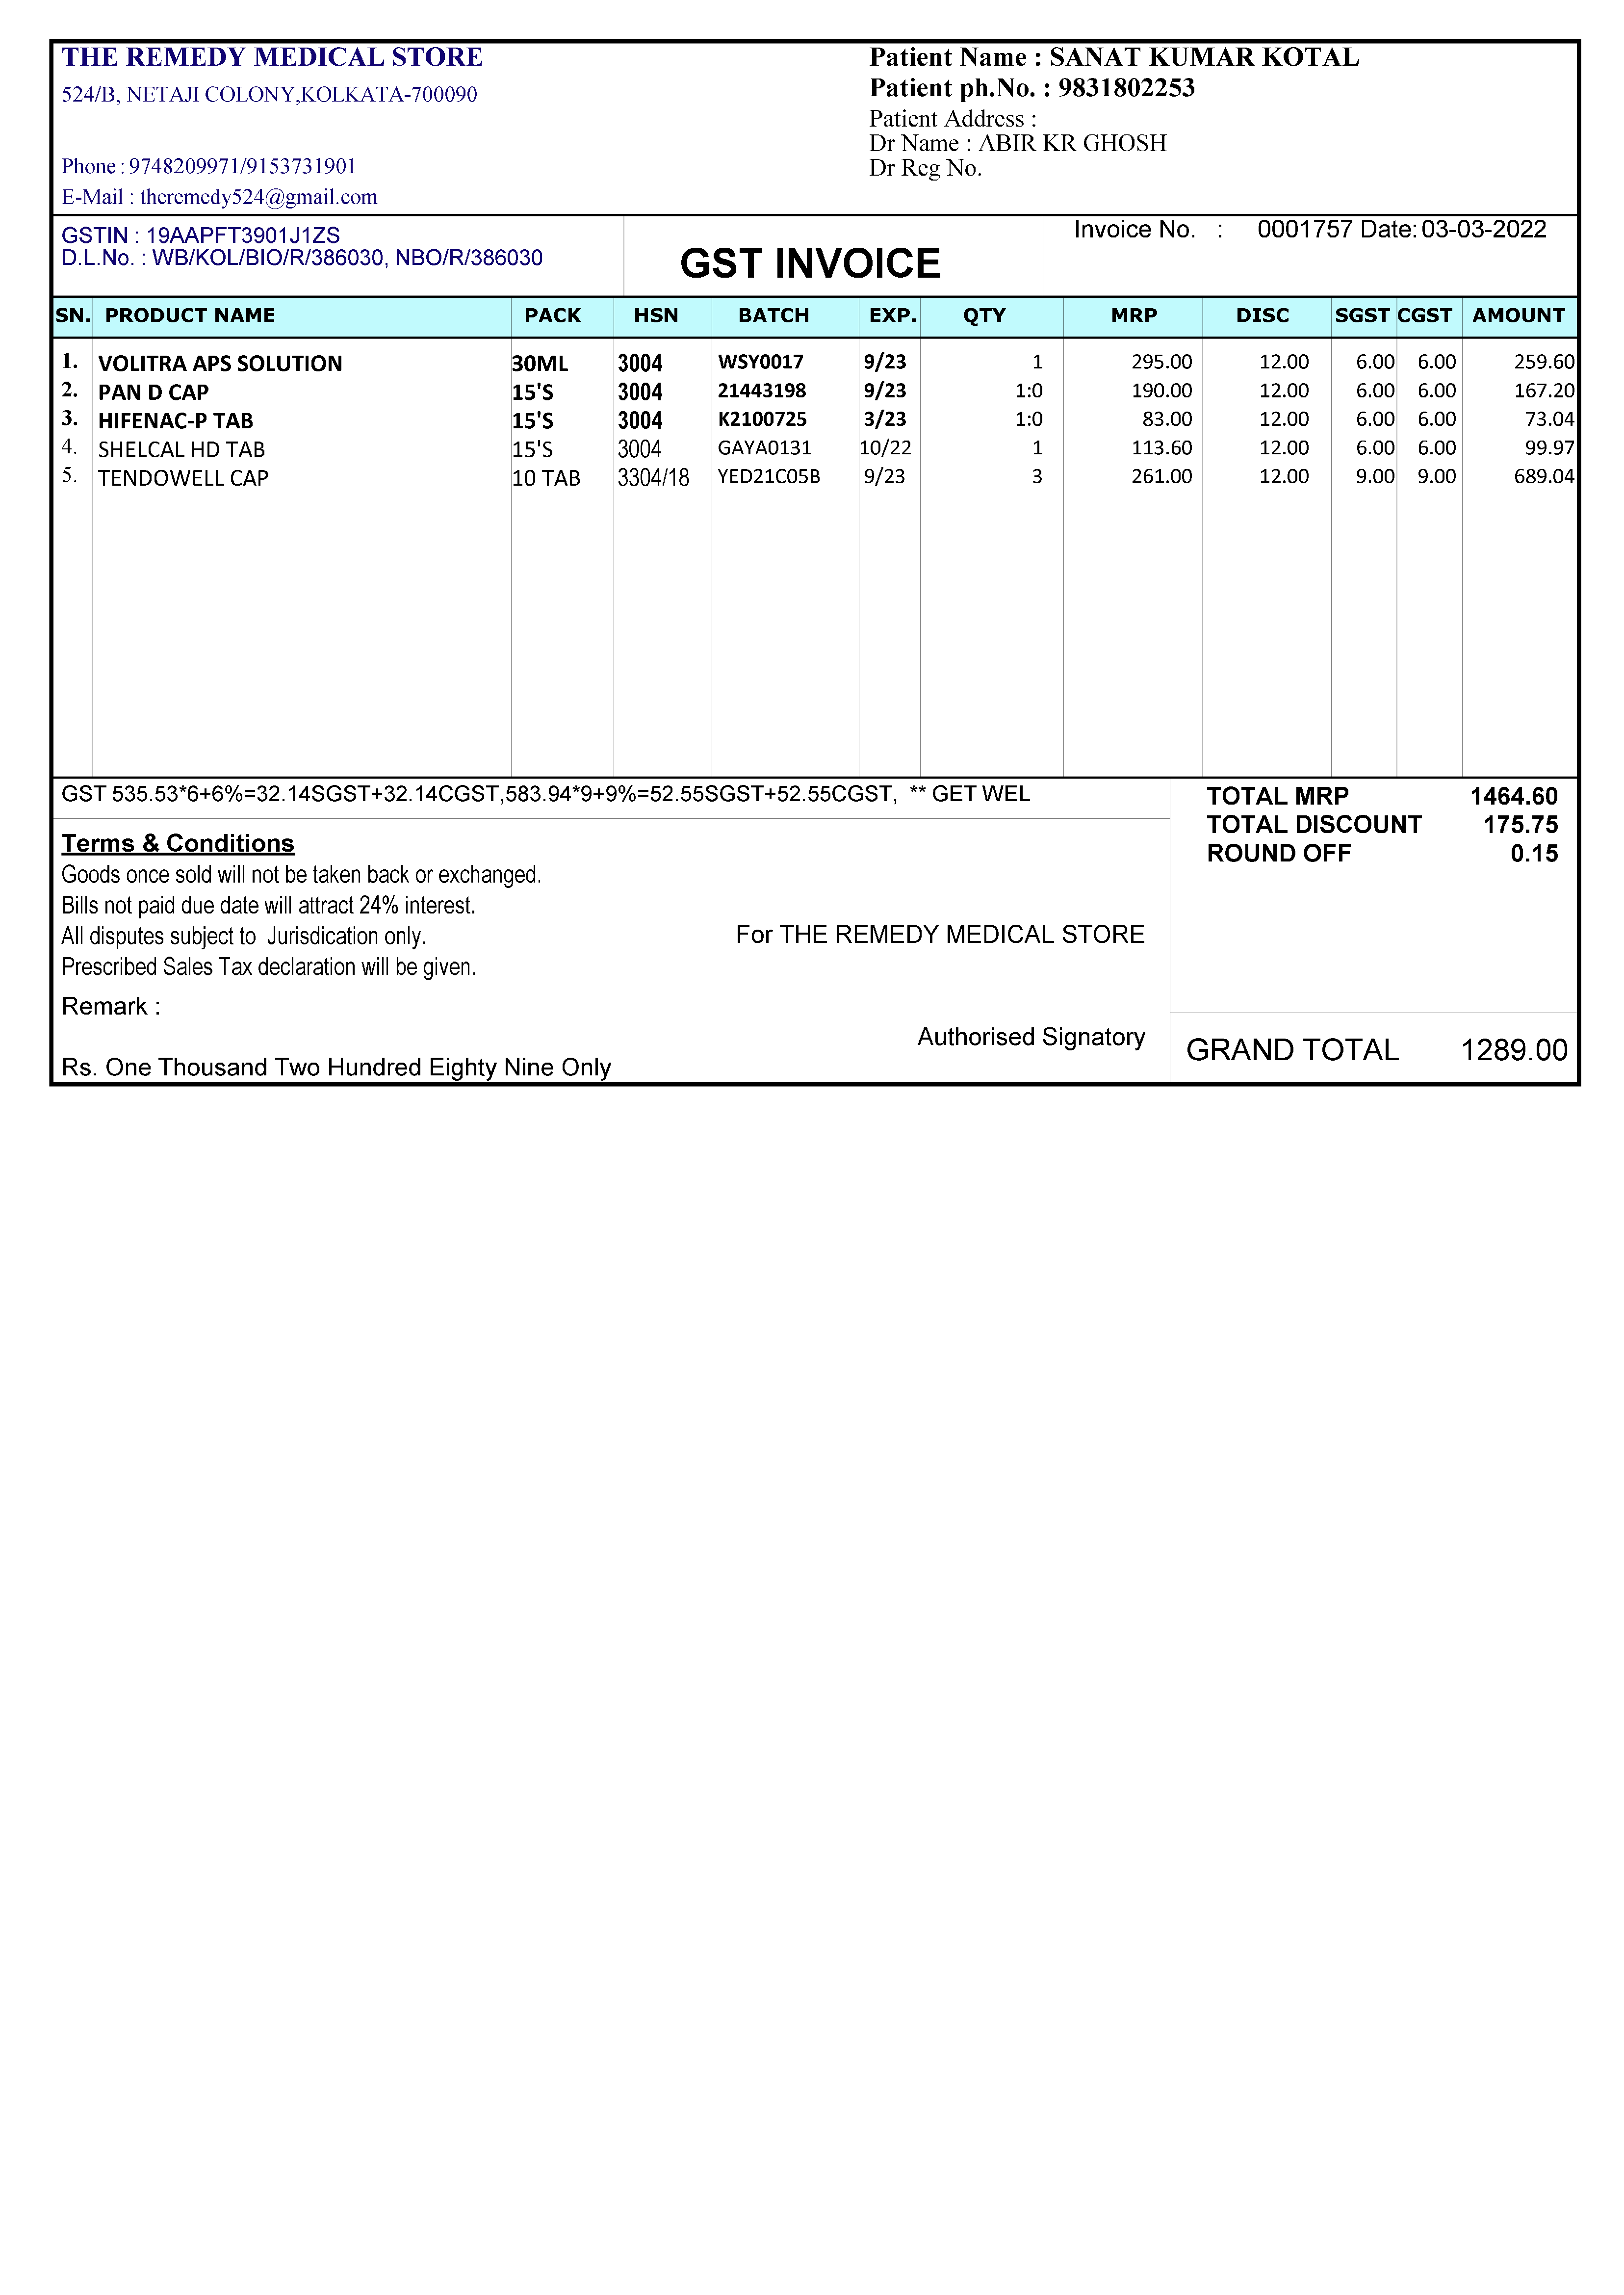 THE REMEDY MEDICAL STORE
524/B, NETAJI COLONY,KOLKATA-700090
Phone : 9748209971/9153731901
E-Mail : theremedy524@gmail.com
Patient Name : SANAT KUMAR KOTAL
Patient ph.No. : 9831802253
Patient Address :
Dr Name : ABIR KR GHOSH
Dr Reg No.
GSTIN : 19AAPFT3901J1ZS
D.L.No. : WB/KOL/BIO/R/386030, NBO/R/386030
GST INVOICE
Invoice No. : 0001757 Date: 03-03-2022
SN. PRODUCT NAME PACK HSN BATCH EXP. QTY MRP DISC SGST CGST AMOUNT
1. VOLITRA APS SOLUTION 30ML 3004 WSY0017 9/23 1 295.00 12.00 6.00 6.00 259.60
2. PAN D CAP 15'S 3004 21443198 9/23 1:0 190.00 12.00 6.00 6.00 167.20
3. HIFENAC-P TAB 15'S 3004 K2100725 3/23 1:0 83.00 12.00 6.00 6.00 73.04
4. SHELCAL HD TAB 15'S 3004 GAYA0131 10/22 1 113.60 12.00 6.00 6.00 99.97
5. TENDOWELL CAP 10 TAB 3304/18 YED21C05B 9/23 3 261.00 12.00 9.00 9.00 689.04
GST 535.53*6+6%=32.14SGST+32.14CGST,583.94*9+9%=52.55SGST+52.55CGST, ** GET WEL
Terms & Conditions
Goods once sold will not be taken back or exchanged.
Bills not paid due date will attract 24% interest.
All disputes subject to Jurisdication only.
Prescribed Sales Tax declaration will be given.
Remark :
Rs. One Thousand Two Hundred Eighty Nine Only
For THE REMEDY MEDICAL STORE
Authorised Signatory
TOTAL MRP 1464.60
TOTAL DISCOUNT 175.75
ROUND OFF 0.15
GRAND TOTAL 1289.00